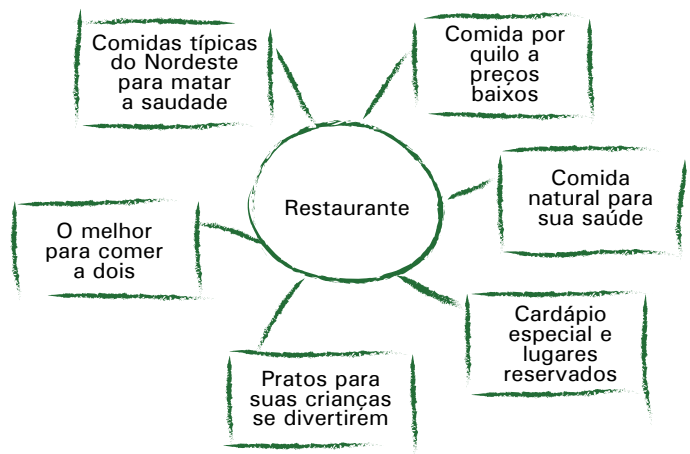 Comidas típicas
do Nordeste
para matar
a saudade
Comida por
quilo a
preços
baixos
Restaurante
Comida
natural para
sua saúde
O melhor
para comer
a dois
Cardápio
especial e
lugares
reservados
Pratos para
suas crianças
se divertirem